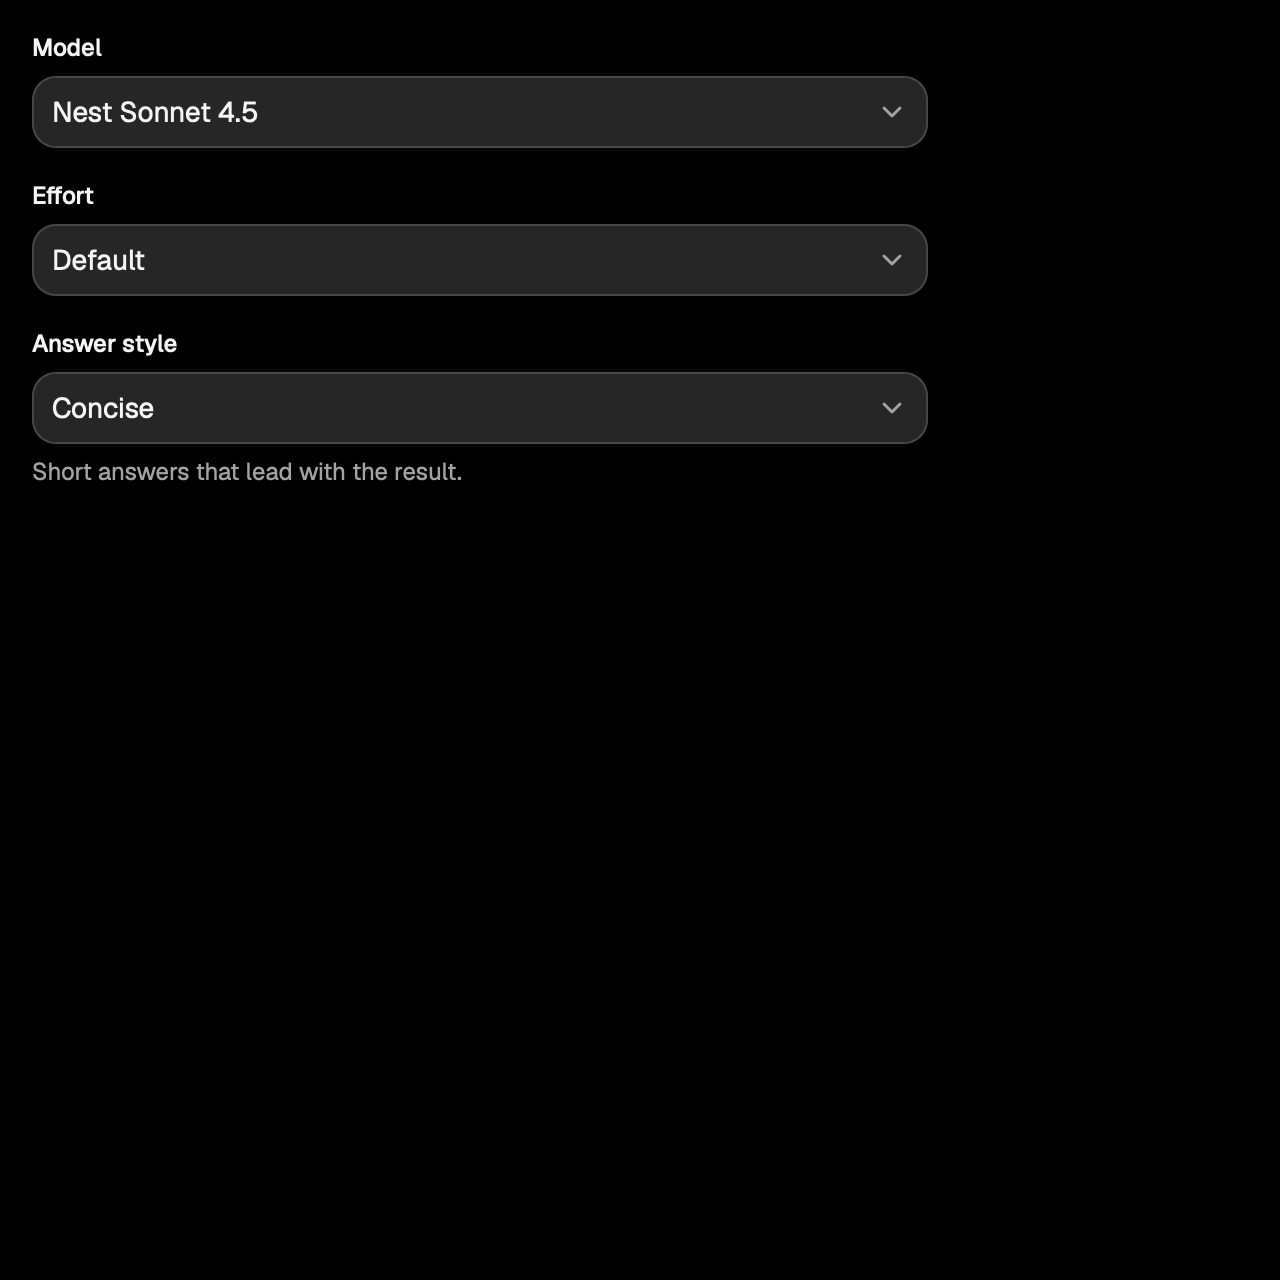 Model
Nest Sonnet 4.5
Effort
Default
Answer style
Concise
Short answers that lead with the result.